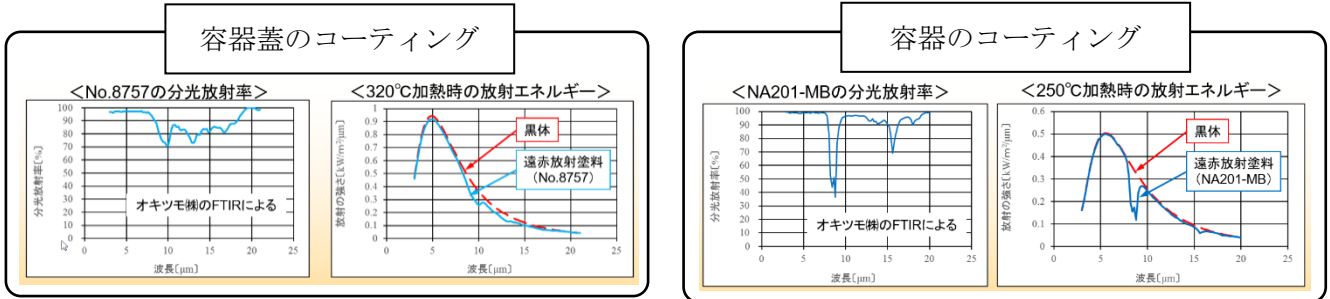 容器蓋のコーティング
<No.8757の分光放射率>
100
90
80
70
60
50
40
30
20
10
0
分光放射率[%]
オキツモ㈱のFTIRによる
0 5 10 15 20 25
波長[μm]
<320℃加熱時の放射エネルギー>
1
0.9
0.8
0.7
0.6
0.5
0.4
0.3
0.2
0.1
0
放射の強さ[kW/m²/μm]
黒体
遠赤放射塗料
(No.8757)
0 5 10 15 20 25
波長[μm]
容器のコーティング
<NA201-MBの分光放射率>
100
90
80
70
60
50
40
30
20
10
0
分光放射率[%]
オキツモ㈱のFTIRによる
0 5 10 15 20 25
波長[μm]
<250℃加熱時の放射エネルギー>
0.6
0.5
0.4
0.3
0.2
0.1
0
放射の強さ[kW/m²/μm]
黒体
遠赤放射塗料
(NA201-MB)
0 5 10 15 20 25
波長[μm]